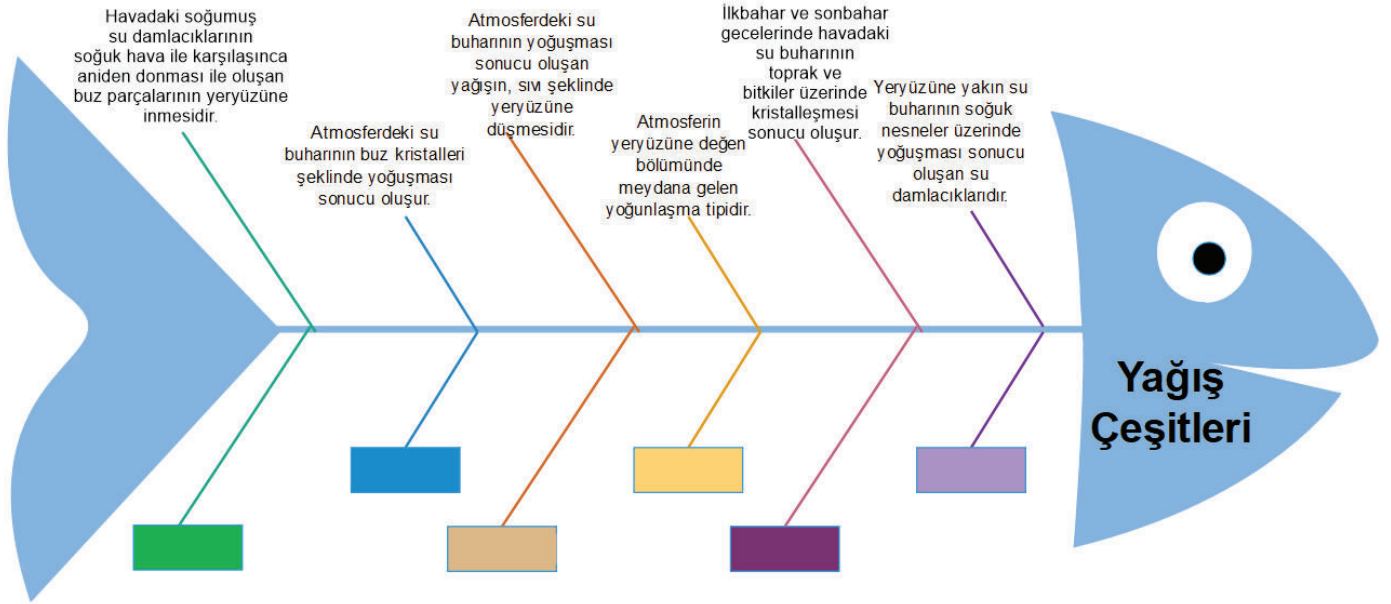 Havadaki soğumuş
su damlacıklarının
soğuk hava ile karşılaşınca
aniden donması ile oluşan
buz parçalarının yeryüzüne
inmesidir.
Atmosferdeki su
buharının buz kristalleri
şeklinde yoğuşması
sonucu oluşur.
Atmosferdeki su
buharının yoğuşması
sonucu oluşan
yağışın, sıvı şeklinde
yeryüzüne
düşmesidir.
Atmosferin
yeryüzüne değen
bölümünde
meydana gelen
yoğunlaşma tipidir.
İlkbahar ve sonbahar
gecelerinde havadaki
su buharının
toprak ve
bitkiler üzerinde
kristalleşmesi
sonucu oluşur.
Yeryüzüne yakın su
buharının soğuk
nesneler üzerinde
yoğuşması sonucu
oluşan su
damlacıklarıdır.
Yağış
Çeşitleri